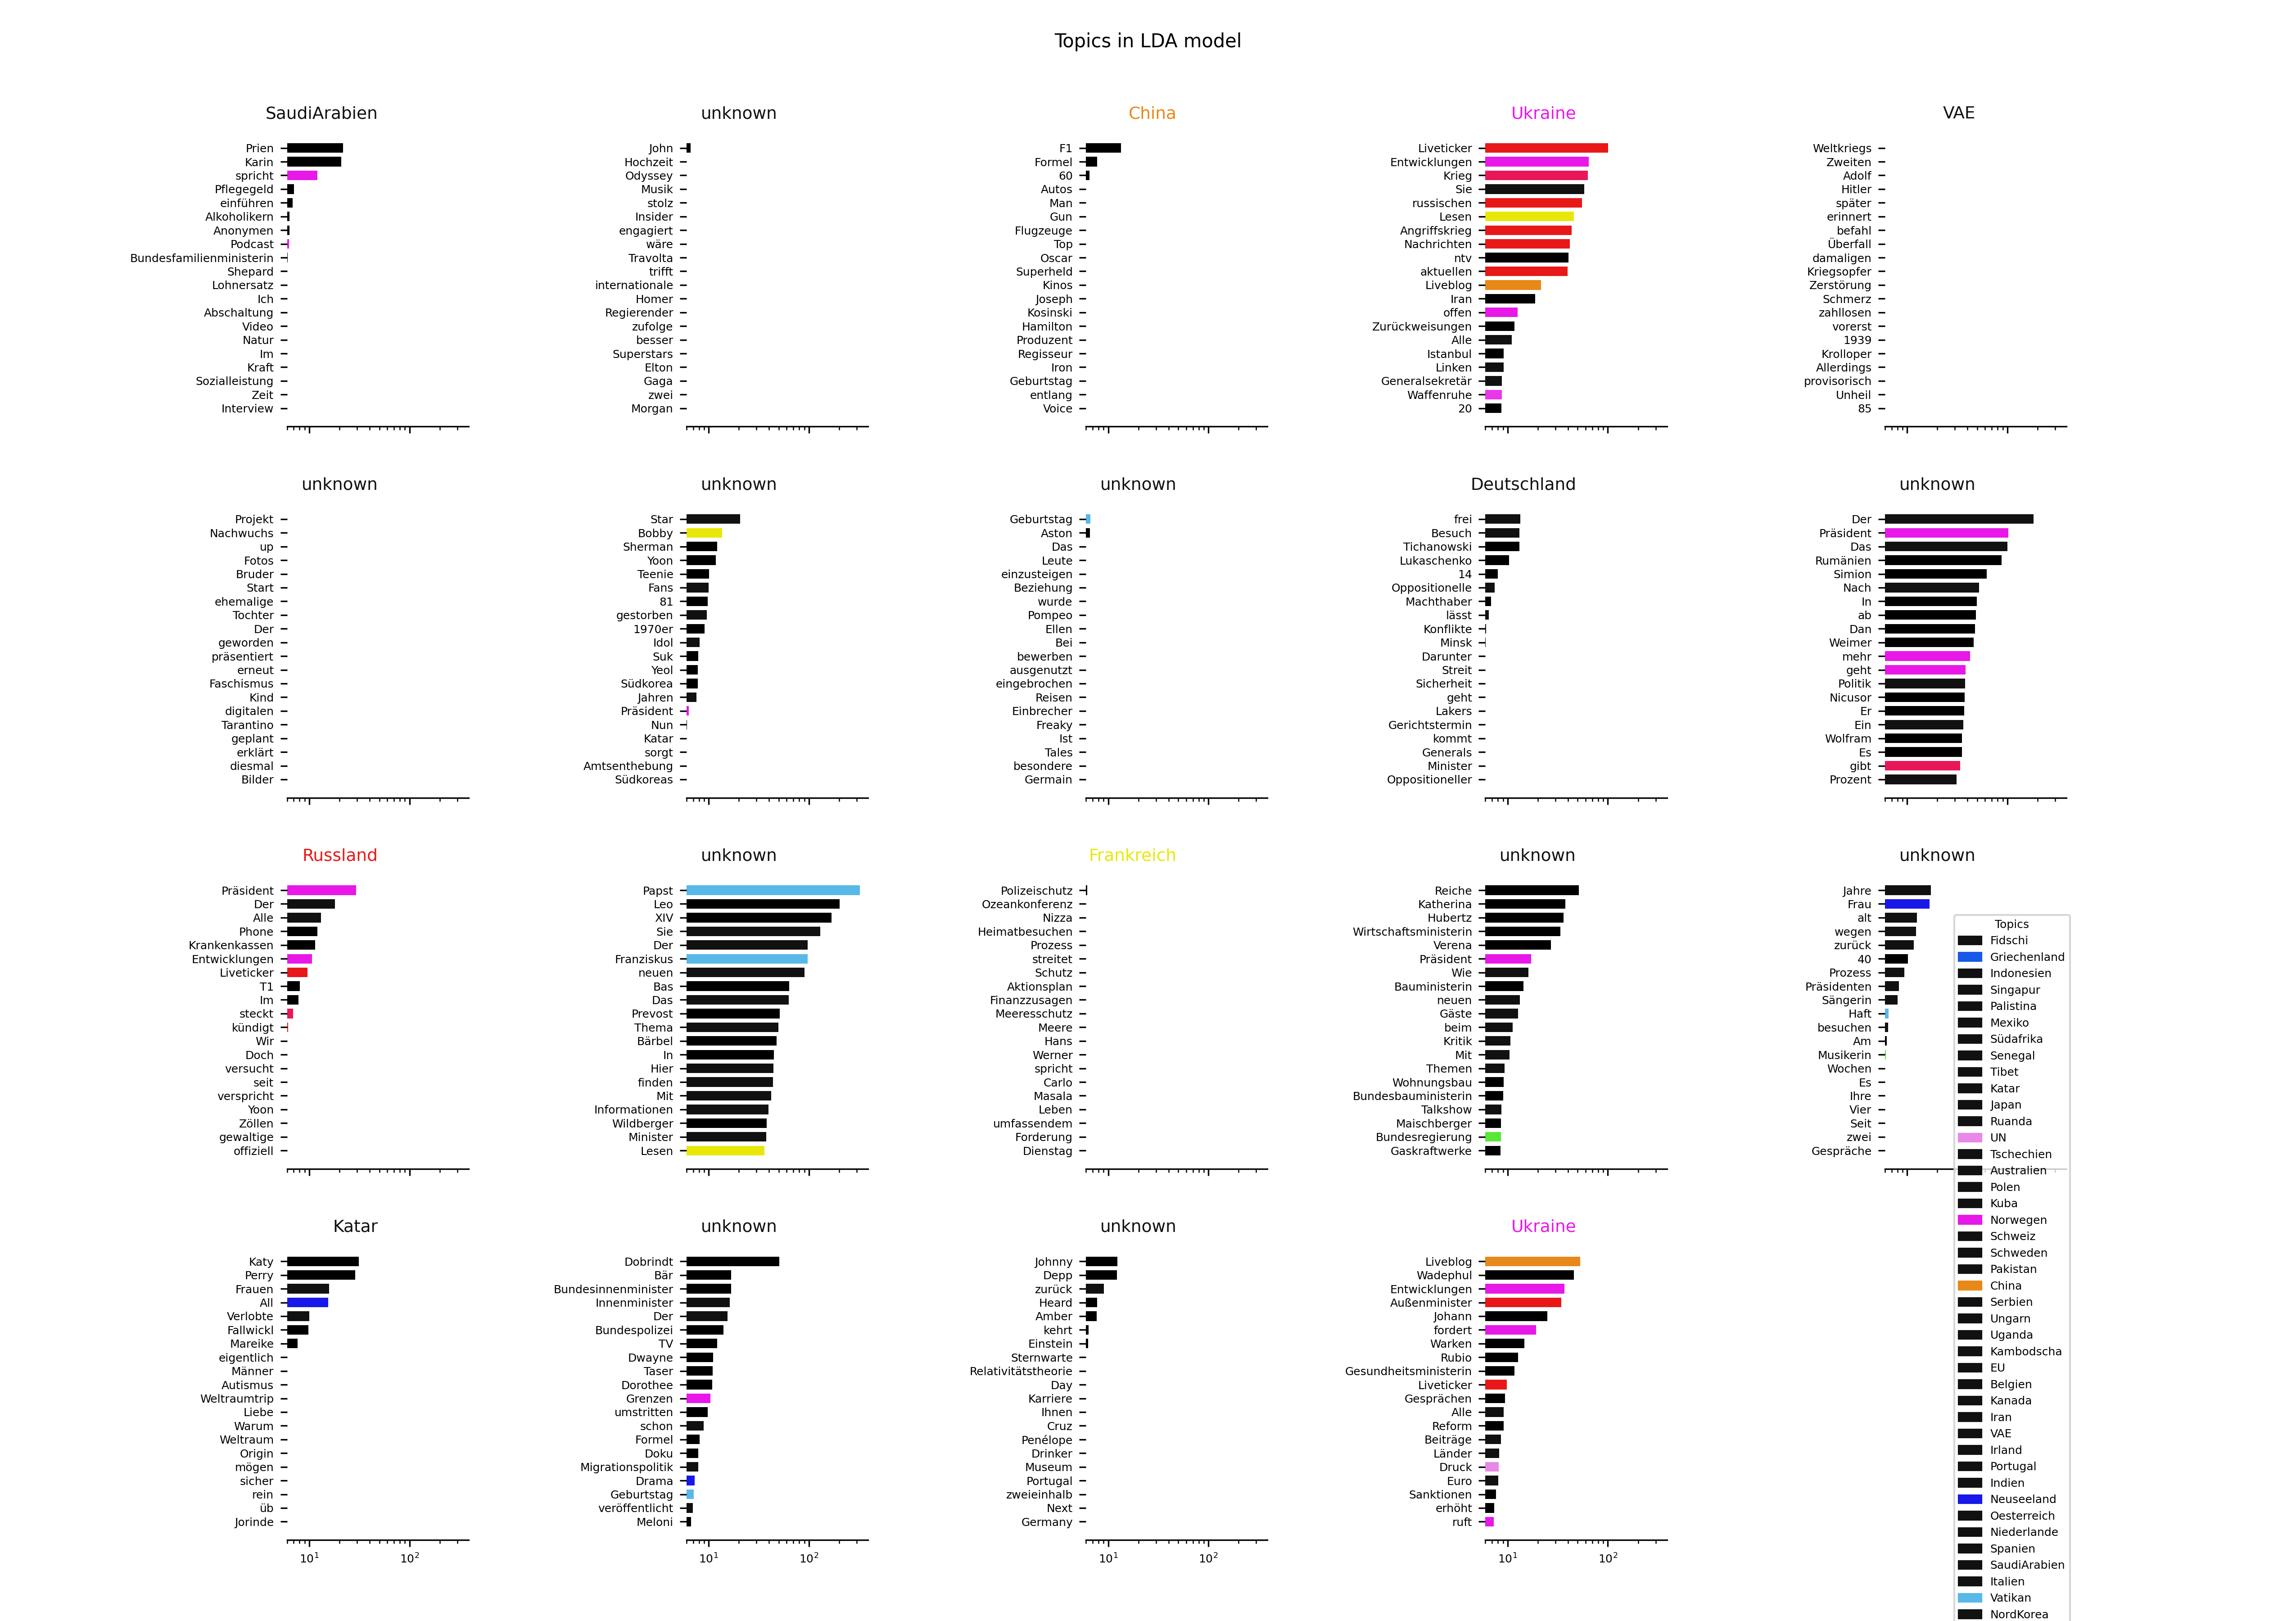 Topics in LDA model
SaudiArabien
Prien
Karin
spricht
Pflegegeld
einführen
Alkoholikern
Anonymen
Podcast
Bundesfamilienministerin
Shepard
Lohnersatz
Ich
Abschaltung
Video
Natur
Im
Kraft
Sozialleistung
Zeit
Interview
unknown
John
Hochzeit
Odyssey
Musik
stolz
Insider
engagiert
wäre
Travolta
trifft
internationale
Homer
Regierender
zufolge
besser
Superstars
Elton
Gaga
zwei
Morgan
China
F1
Formel
60
Autos
Man
Gun
Flugzeuge
Top
Oscar
Superheld
Kinos
Joseph
Kosinski
Hamilton
Produzent
Regisseur
Iron
Geburtstag
entlang
Voice
Ukraine
Liveticker
Entwicklungen
Krieg
Sie
russischen
Lesen
Angriffskrieg
Nachrichten
ntv
aktuellen
Liveblog
Iran
offen
Zurückweisungen
Alle
Istanbul
Linken
Generalsekretär
Waffenruhe
20
VAE
Weltkriegs
Zweiten
Adolf
Hitler
später
erinnert
befahl
Überfall
damaligen
Kriegsopfer
Zerstörung
Schmerz
zahllosen
vorerst
1939
Krolloper
Allerdings
provisorisch
Unheil
85
unknown
Projekt
Nachwuchs
up
Fotos
Bruder
Start
ehemalige
Tochter
Der
geworden
präsentiert
erneut
Faschismus
Kind
digitalen
Tarantino
geplant
erklärt
diesmal
Bilder
unknown
Star
Bobby
Sherman
Yoon
Teenie
Fans
81
gestorben
1970er
Idol
Suk
Yeol
Südkorea
Jahren
Präsident
Nun
Katar
sorgt
Amtsenthebung
Südkoreas
unknown
Geburtstag
Aston
Das
Leute
einzusteigen
Beziehung
wurde
Pompeo
Ellen
Bei
bewerben
ausgenutzt
eingebrochen
Reisen
Einbrecher
Freaky
Ist
Tales
besondere
Germain
Deutschland
frei
Besuch
Tichanowski
Lukaschenko
14
Oppositionelle
Machthaber
lässt
Konflikte
Minsk
Darunter
Streit
Sicherheit
geht
Lakers
Gerichtstermin
kommt
Generals
Minister
Oppositioneller
unknown
Der
Präsident
Das
Rumänien
Simion
Nach
In
ab
Dan
Weimer
mehr
geht
Politik
Nicusor
Er
Ein
Wolfram
Es
gibt
Prozent
Russland
Präsident
Der
Alle
Phone
Krankenkassen
Entwicklungen
Liveticker
T1
Im
steckt
kündigt
Wir
Doch
versucht
seit
verspricht
Yoon
Zöllen
gewaltige
offiziell
unknown
Papst
Leo
XIV
Sie
Der
Franziskus
neuen
Bas
Das
Prevost
Thema
Bärbel
In
Hier
finden
Mit
Informationen
Wildberger
Minister
Lesen
Frankreich
Polizeischutz
Ozeankonferenz
Nizza
Heimatbesuchen
Prozess
streitet
Schutz
Aktionsplan
Finanzzusagen
Meeresschutz
Meere
Hans
Werner
spricht
Carlo
Masala
Leben
umfassendem
Forderung
Dienstag
unknown
Reiche
Katherina
Hubertz
Wirtschaftsministerin
Verena
Präsident
Wie
Bauministerin
neuen
Gäste
beim
Kritik
Mit
Themen
Wohnungsbau
Bundesbauministerin
Talkshow
Maischberger
Bundesregierung
Gaskraftwerke
unknown
Jahre
Frau
alt
wegen
zurück
40
Prozess
Präsidenten
Sängerin
Haft
besuchen
Am
Musikerin
Wochen
Es
Ihre
Vier
Seit
zwei
Gespräche
Katar
Katy
Perry
Frauen
All
Verlobte
Fallwickl
Mareike
eigentlich
Männer
Autismus
Weltraumtrip
Liebe
Warum
Weltraum
Origin
mögen
sicher
rein
üb
Jorinde
10¹ 10²
unknown
Dobrindt
Bär
Bundesinnenminister
Innenminister
Der
Bundespolizei
TV
Dwayne
Taser
Dorothee
Grenzen
umstritten
schon
Formel
Doku
Migrationspolitik
Drama
Geburtstag
veröffentlicht
Meloni
10¹ 10²
unknown
Johnny
Depp
zurück
Heard
Amber
kehrt
Einstein
Sternwarte
Relativitätstheorie
Day
Karriere
Ihnen
Cruz
Penélope
Drinker
Museum
Portugal
zweieinhalb
Next
Germany
10¹ 10²
Ukraine
Liveblog
Wadephul
Entwicklungen
Außenminister
Johann
fordert
Warken
Rubio
Gesundheitsministerin
Liveticker
Gesprächen
Alle
Reform
Beiträge
Länder
Druck
Euro
Sanktionen
erhöht
ruft
10¹ 10²
Topics
Fidschi
Griechenland
Indonesien
Singapur
Palistina
Mexiko
Südafrika
Senegal
Tibet
Katar
Japan
Ruanda
UN
Tschechien
Australien
Polen
Kuba
Norwegen
Schweiz
Schweden
Pakistan
China
Serbien
Ungarn
Uganda
Kambodscha
EU
Belgien
Kanada
Iran
VAE
Irland
Portugal
Indien
Neuseeland
Oesterreich
Niederlande
Spanien
SaudiArabien
Italien
Vatikan
NordKorea